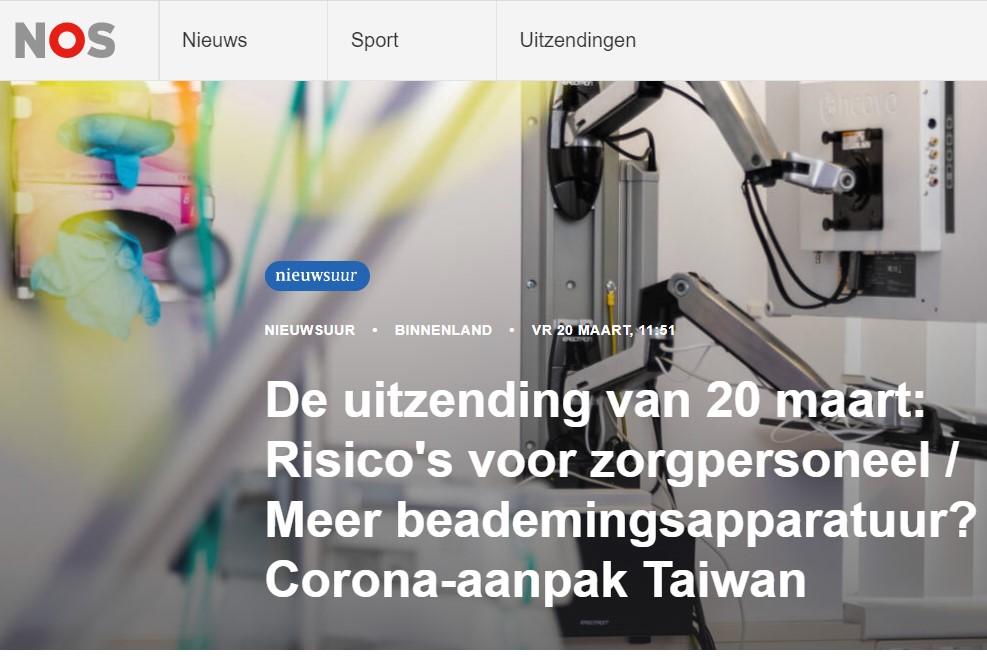 NOS
Nieuws
Sport
Uitzendingen
nieuwsuur
NIEUWSUUR • BINNENLAND • VR 20 MAART, 11:51
De uitzending van 20 maart:
Risico's voor zorgpersoneel /
Meer beademingsapparatuur?
Corona-aanpak Taiwan